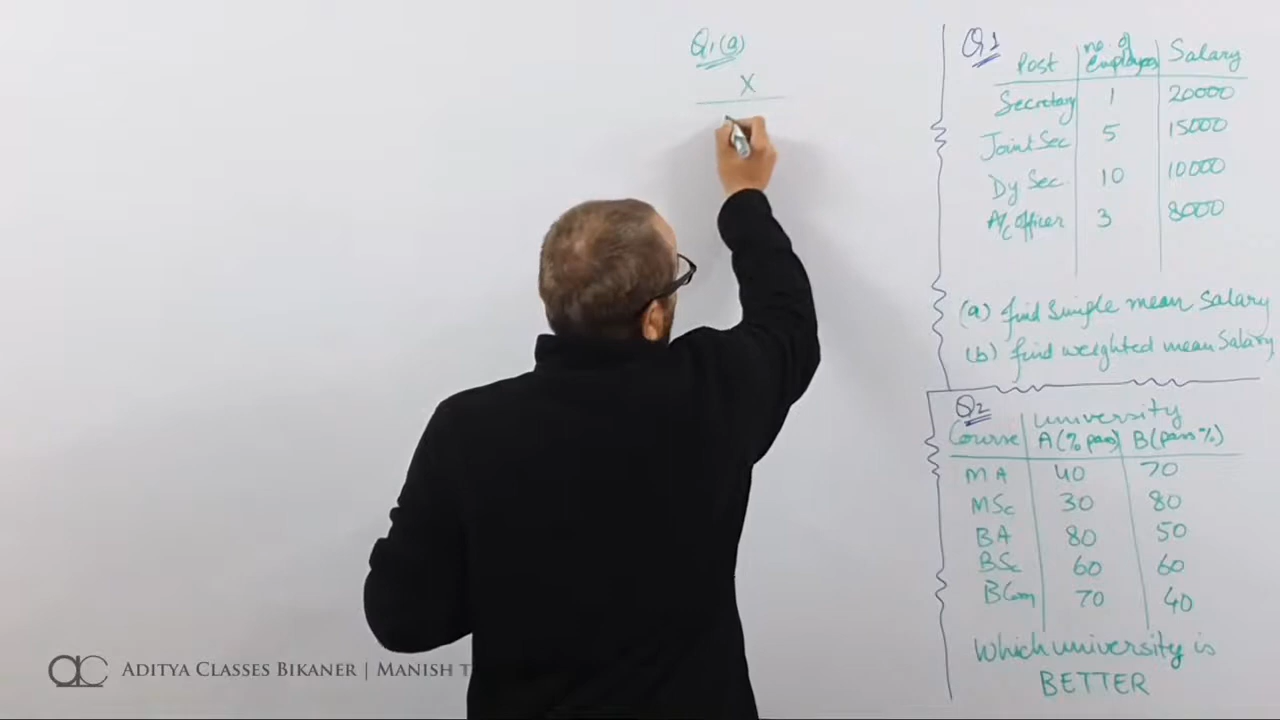 Q1(a)
X
Q1
Post no. of Employees Salary
Secretary 1 20000
Joint Sec 5 15000
Dy Sec. 10 10000
A/C officer 3 8000
(a) find Simple mean Salary
(b) find weighted mean Salary
Q2
University
Course A (% pass) B (pass %)
MA 40 70
MSc 30 80
BA 80 50
BSc 60 60
BCom 70 40
Which university is
BETTER
ac ADITYA CLASSES BIKANER | MANISH